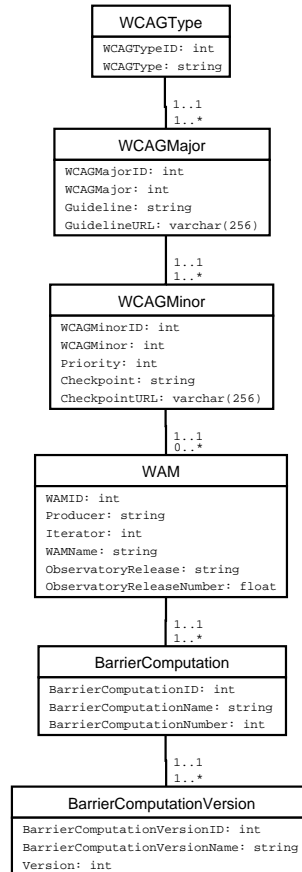 WCAGType
WCAGTypeID: int
WCAGType: string
1..1
1..*
WCAGMajor
WCAGMajorID: int
WCAGMajor: int
Guideline: string
GuidelineURL: varchar(256)
1..1
1..*
WCAGMinor
WCAGMinorID: int
WCAGMinor: int
Priority: int
Checkpoint: string
CheckpointURL: varchar(256)
1..1
0..*
WAM
WAMID: int
Producer: string
Iterator: int
WAMName: string
ObservatoryRelease: string
ObservatoryReleaseNumber: float
1..1
1..*
BarrierComputation
BarrierComputationID: int
BarrierComputationName: string
BarrierComputationNumber: int
1..1
1..*
BarrierComputationVersion
BarrierComputationVersionID: int
BarrierComputationVersionName: string
Version: int